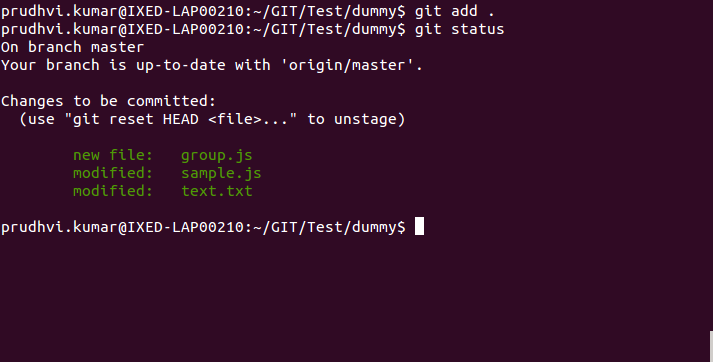 prudhvi.kumar@IXED-LAP00210:~/GIT/Test/dummy$ git add .
prudhvi.kumar@IXED-LAP00210:~/GIT/Test/dummy$ git status
On branch master
Your branch is up-to-date with 'origin/master'.
Changes to be committed:
  (use "git reset HEAD <file>..." to unstage)
        new file:   group.js
        modified:   sample.js
        modified:   text.txt
prudhvi.kumar@IXED-LAP00210:~/GIT/Test/dummy$